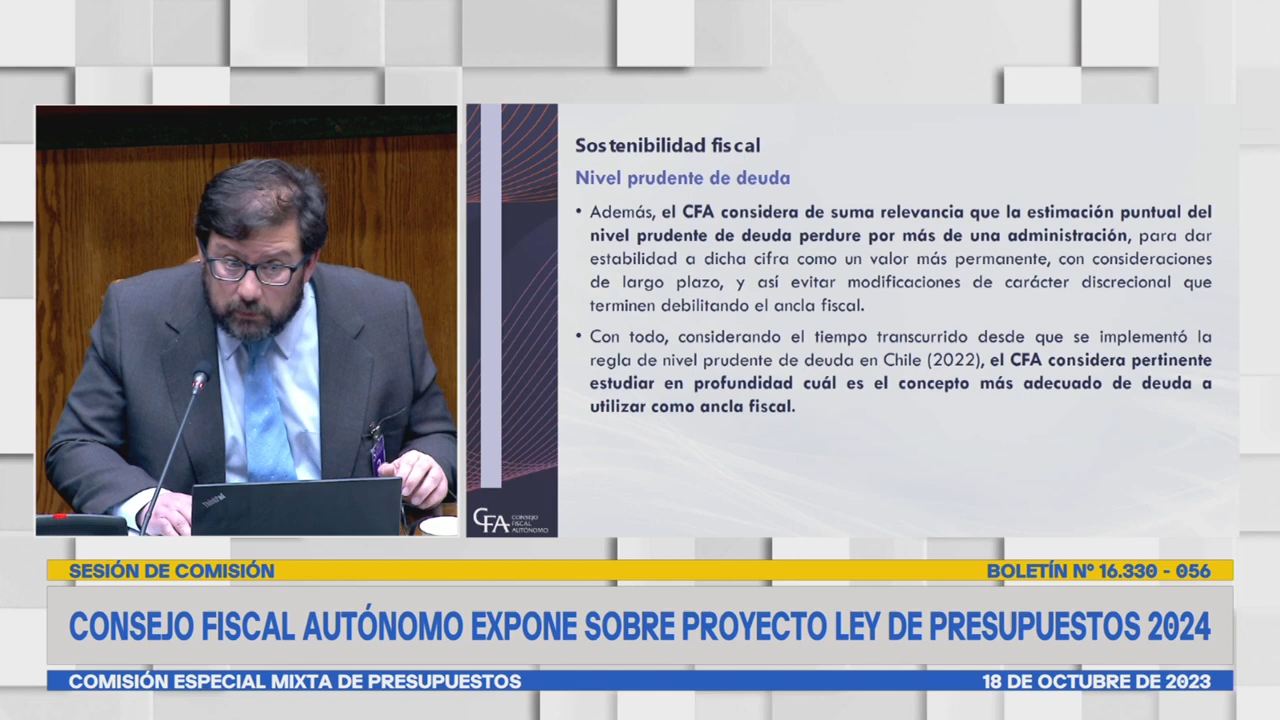 Sostenibilidad fiscal
Nivel prudente de deuda
• Además, el CFA considera de suma relevancia que la estimación puntual del
nivel prudente de deuda perdure por más de una administración, para dar
estabilidad a dicha cifra como un valor más permanente, con consideraciones
de largo plazo, y así evitar modificaciones de carácter discrecional que
terminen debilitando el ancla fiscal.
• Con todo, considerando el tiempo transcurrido desde que se implementó la
regla de nivel prudente de deuda en Chile (2022), el CFA considera pertinente
estudiar en profundidad cuál es el concepto más adecuado de deuda a
utilizar como ancla fiscal.
ThinkPad
CFA CONSEJO
FISCAL
AUTÓNOMO
SESIÓN DE COMISIÓN
BOLETÍN N° 16.330 - 056
CONSEJO FISCAL AUTÓNOMO EXPONE SOBRE PROYECTO LEY DE PRESUPUESTOS 2024
COMISIÓN ESPECIAL MIXTA DE PRESUPUESTOS
18 DE OCTUBRE DE 2023